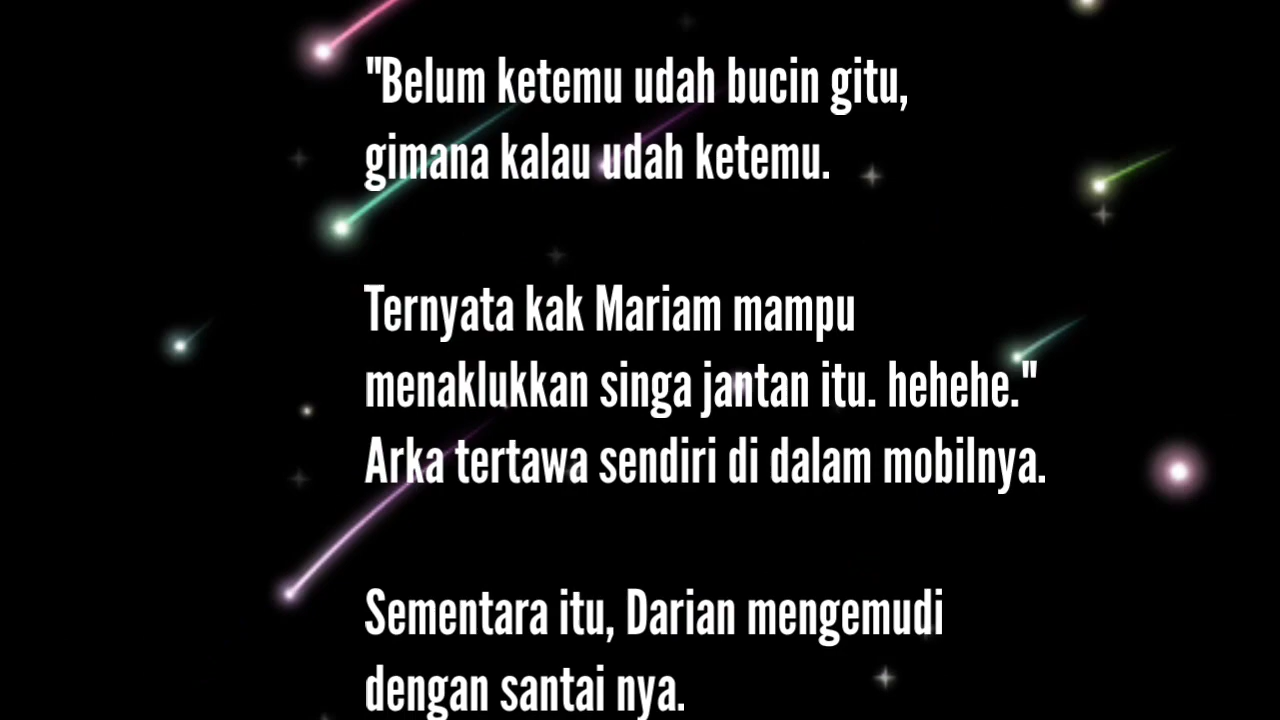 "Belum ketemu udah bucin gitu,
gimana kalau udah ketemu.
Ternyata kak Mariam mampu
menaklukkan singa jantan itu. hehehe."
Arka tertawa sendiri di dalam mobilnya.
Sementara itu, Darian mengemudi
dengan santai nya.